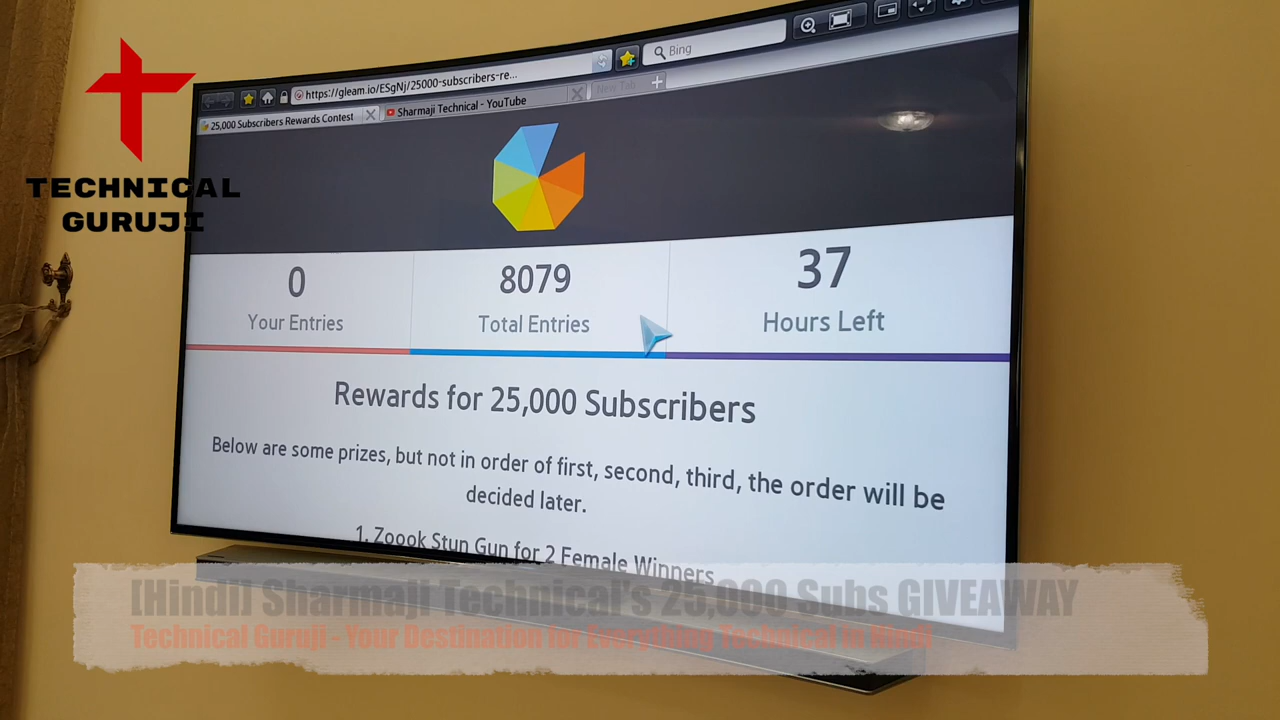 https://gleam.io/ESgNj/25000-subscribers-re...
Bing
25,000 Subscribers Rewards Contest
Sharmaji Technical - YouTube
New Tab
TECHNICAL
GURUJI
0
Your Entries
8079
Total Entries
37
Hours Left
Rewards for 25,000 Subscribers
Below are some prizes, but not in order of first, second, third, the order will be
decided later.
1. Zoook Stun Gun for 2 Female Winners
[Hindi] Sharmaji Technical's 25,000 Subs GIVEAWAY
Technical Guruji - Your Destination for Everything Technical in Hindi